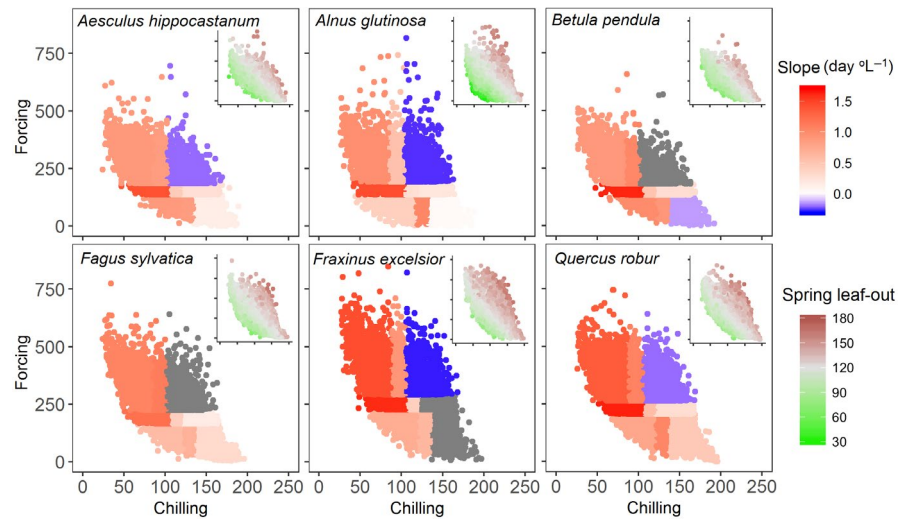 Aesculus hippocastanum
Alnus glutinosa
Betula pendula
Forcing
750
500
250
0
Slope (day °L⁻¹)
1.5
1.0
0.5
0.0
Fagus sylvatica
Fraxinus excelsior
Quercus robur
Forcing
750
500
250
0
Spring leaf-out
180
150
120
90
60
30
0 50 100 150 200 250
0 50 100 150 200 250
0 50 100 150 200 250
Chilling
Chilling
Chilling